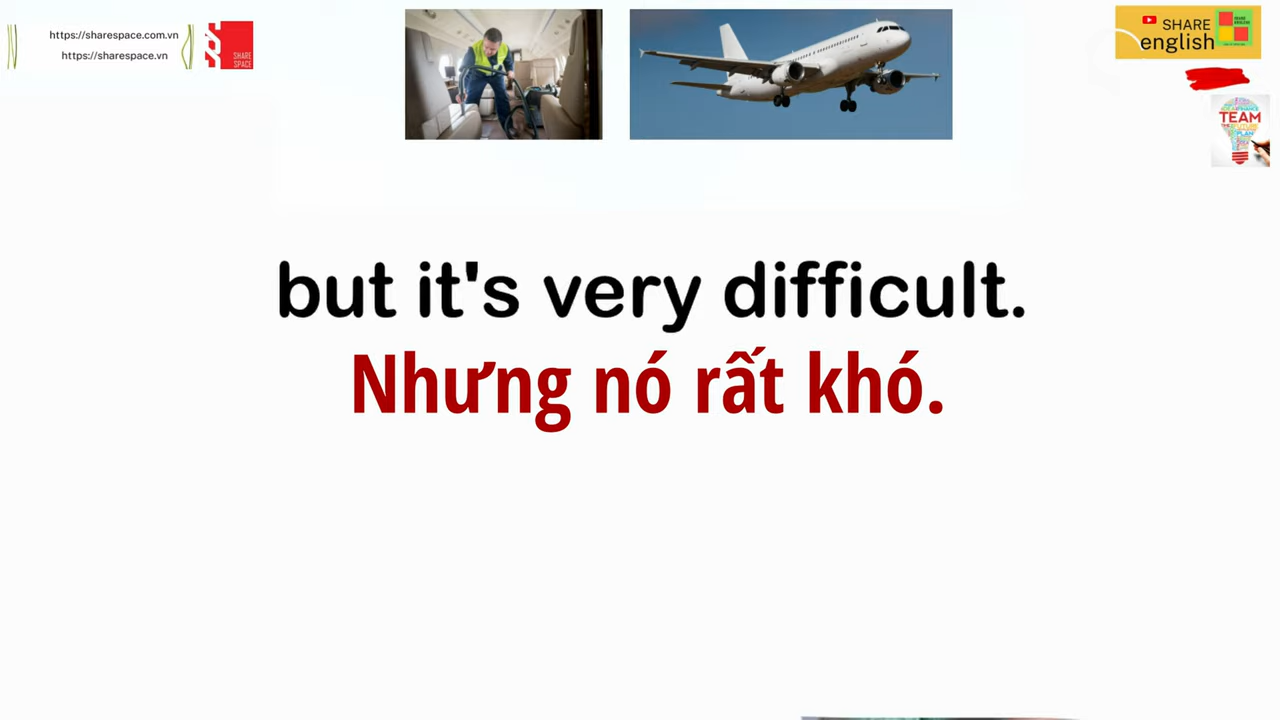 https://sharespace.com.vn
https://sharespace.vn
SHARE
SPACE
SHARE
english
TEAM
PLAN
but it's very difficult.
Nhưng nó rất khó.